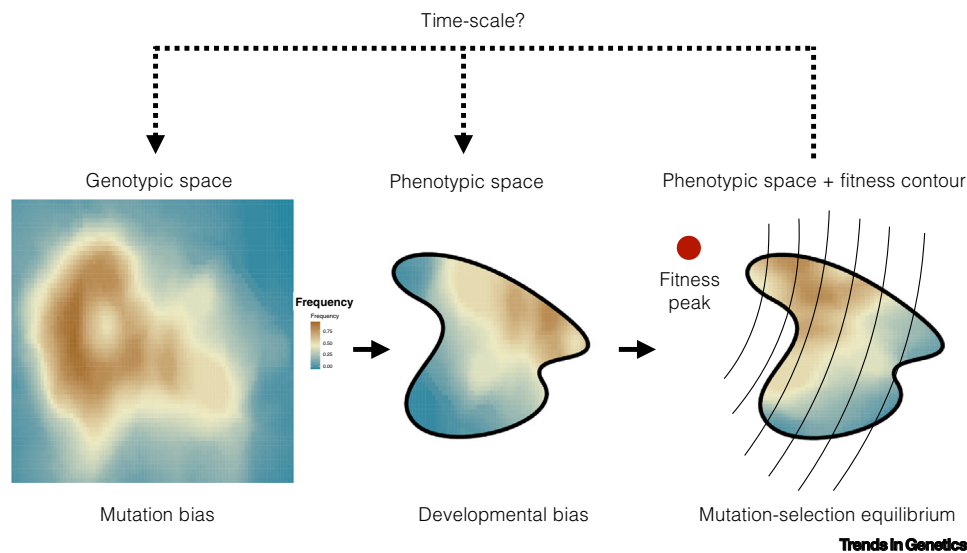 Time-scale?
Genotypic space
Phenotypic space
Phenotypic space + fitness contour
Fitness
peak
Frequency
Frequency
0.75
0.50
0.25
0.00
Mutation bias
Developmental bias
Mutation-selection equilibrium
Trends in Genetics